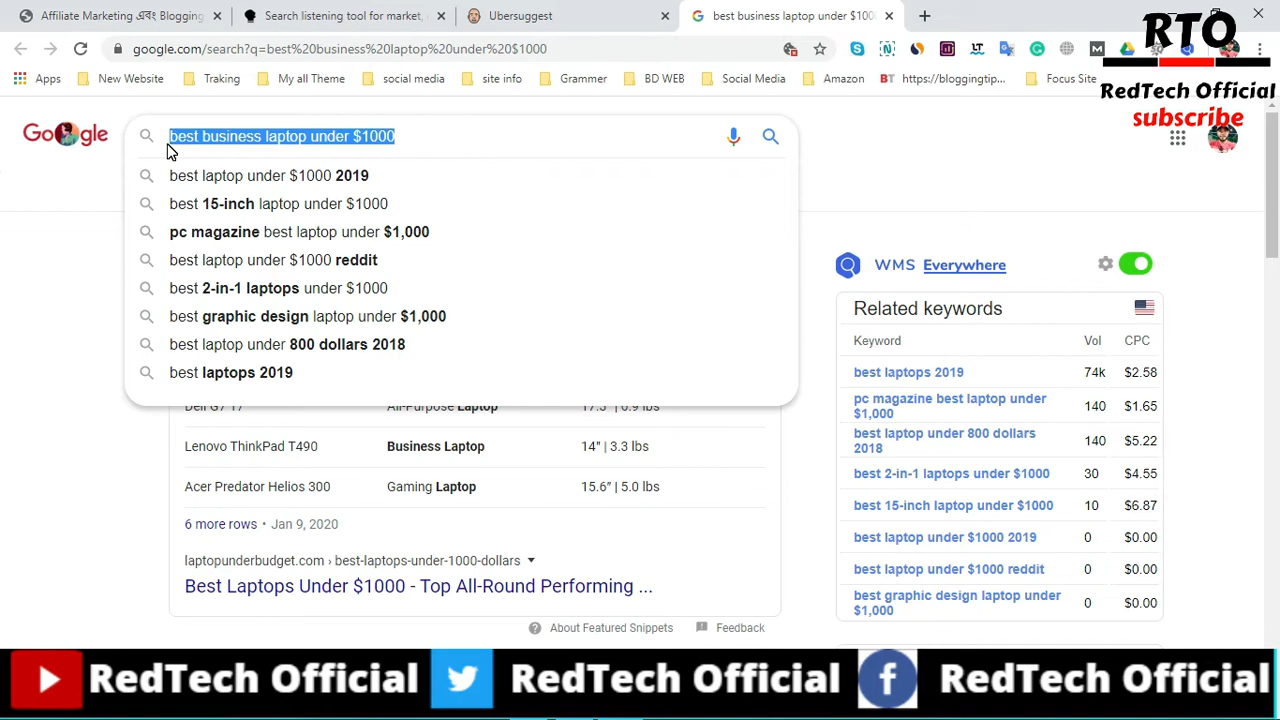 Affiliate Marketing এবং Blogging
Search listening tool for market,
Ubersuggest
best business laptop under $1000
google.com/search?q=best%20business%20laptop%20under%20$1000
Apps
New Website
Traking
My all Theme
social media
site info
Grammer
BD WEB
Social Media
Amazon
BT https://bloggingtip...
Focus Site
RTO
RedTech Official
subscribe
Google
best business laptop under $1000
best laptop under $1000 2019
best 15-inch laptop under $1000
pc magazine best laptop under $1,000
best laptop under $1000 reddit
best 2-in-1 laptops under $1000
best graphic design laptop under $1,000
best laptop under 800 dollars 2018
best laptops 2019
Dell G7 17 All-Purpose Laptop 17.3" | 6.9 lbs
Lenovo ThinkPad T490 Business Laptop 14" | 3.3 lbs
Acer Predator Helios 300 Gaming Laptop 15.6" | 5.0 lbs
6 more rows • Jan 9, 2020
laptopunderbudget.com › best-laptops-under-1000-dollars
Best Laptops Under $1000 - Top All-Round Performing ...
About Featured Snippets
Feedback
WMS Everywhere
Related keywords
Keyword Vol CPC
best laptops 2019 74k $2.58
pc magazine best laptop under $1,000 140 $1.65
best laptop under 800 dollars 2018 140 $5.22
best 2-in-1 laptops under $1000 30 $4.55
best 15-inch laptop under $1000 10 $6.87
best laptop under $1000 2019 0 $0.00
best laptop under $1000 reddit 0 $0.00
best graphic design laptop under $1,000 0 $0.00
RedTech Official
RedTech Official
RedTech Official